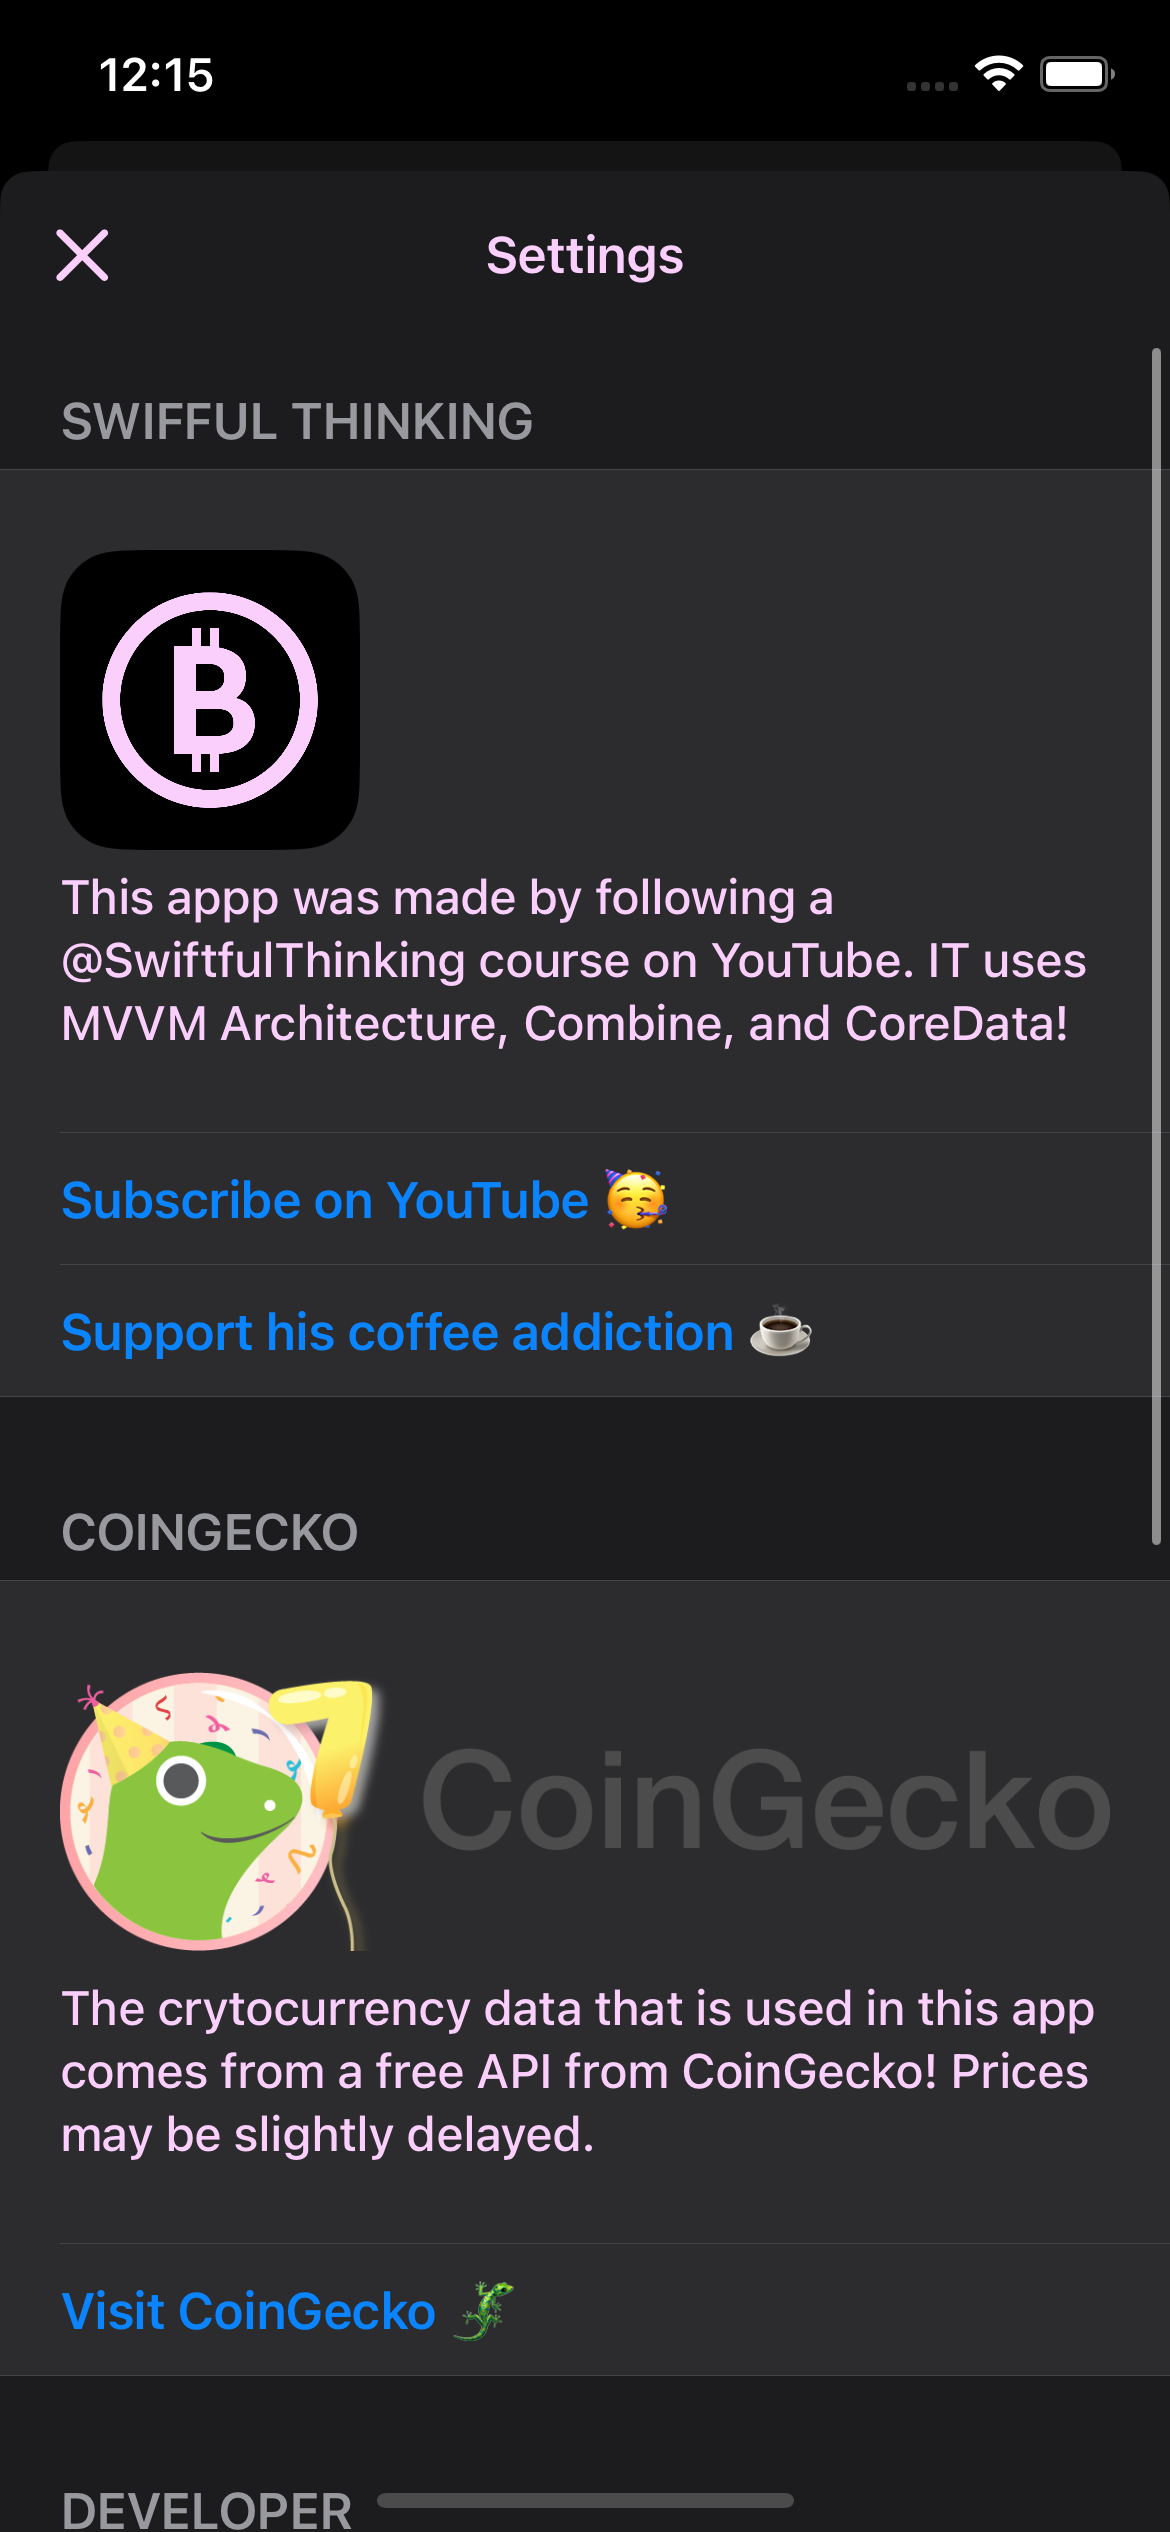 12:15
Settings
SWIFFUL THINKING
This appp was made by following a
@SwiftfulThinking course on YouTube. IT uses
MVVM Architecture, Combine, and CoreData!
Subscribe on YouTube 🥳
Support his coffee addiction ☕
COINGECKO
7
CoinGecko
The crytocurrency data that is used in this app
comes from a free API from CoinGecko! Prices
may be slightly delayed.
Visit CoinGecko 🦎
DEVELOPER